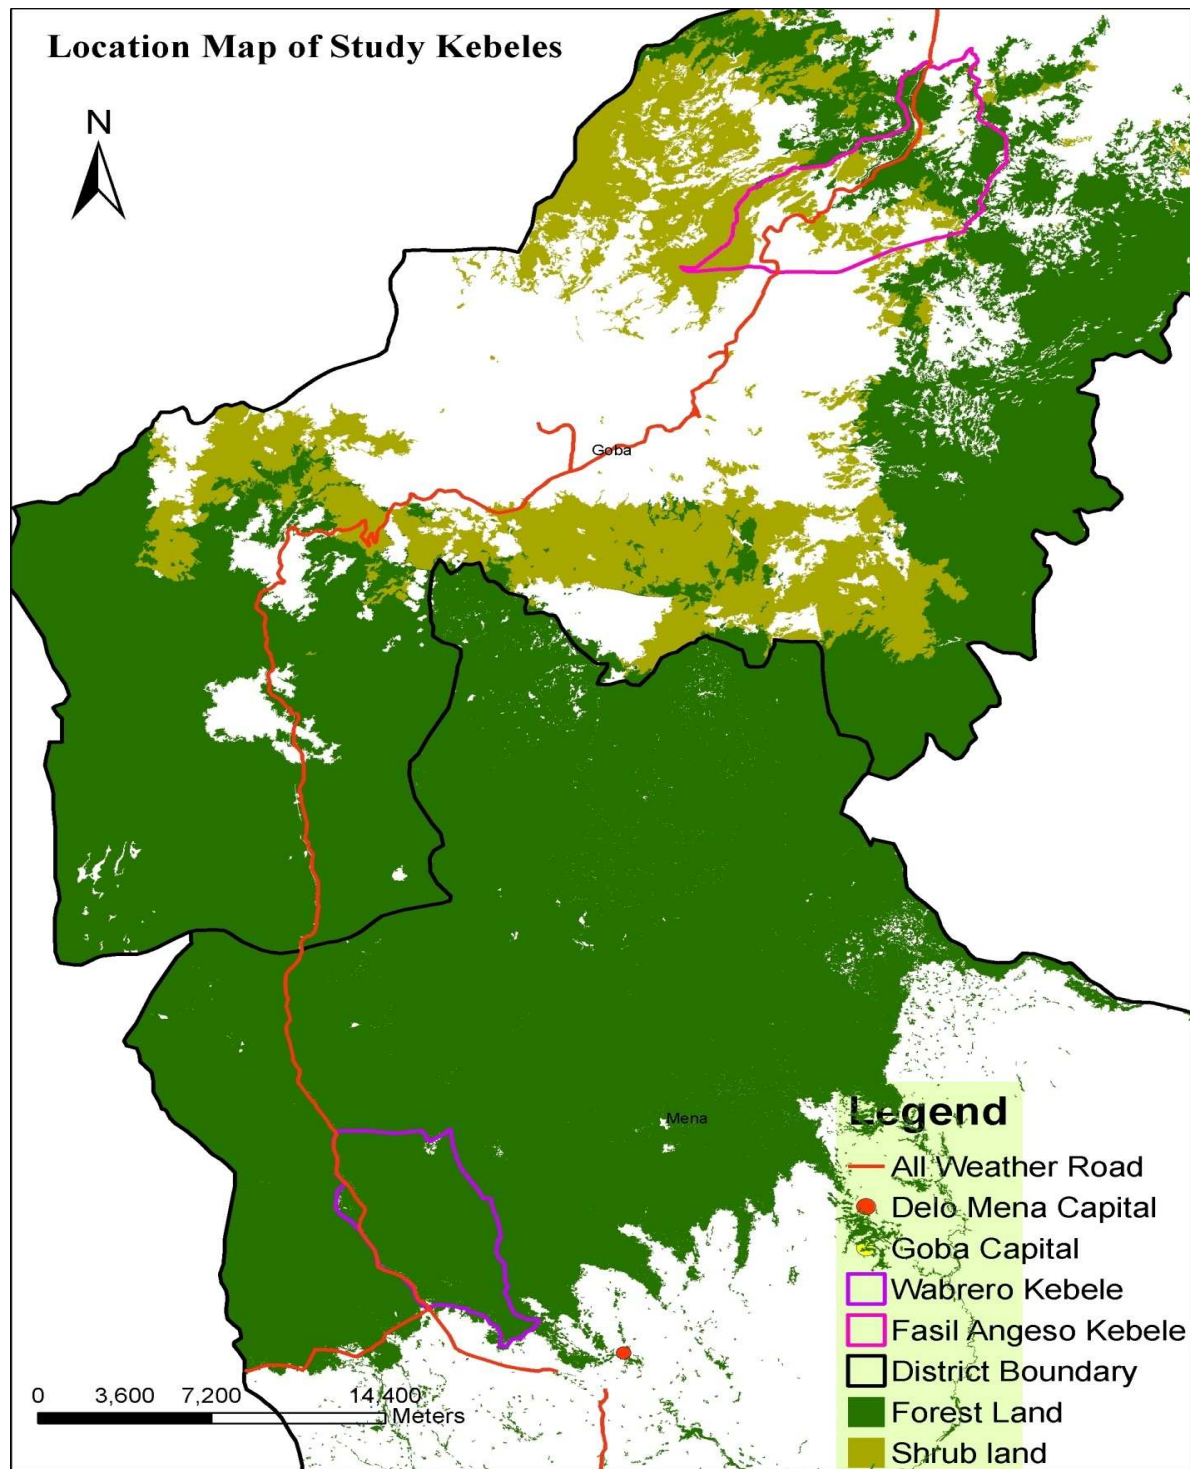 Location Map of Study Kebeles
N
Goba
Mena
Legend
All Weather Road
Delo Mena Capital
Goba Capital
Wabrero Kebele
Fasil Angeso Kebele
District Boundary
Forest Land
Shrub land
0 3,600 7,200 14,400
Meters